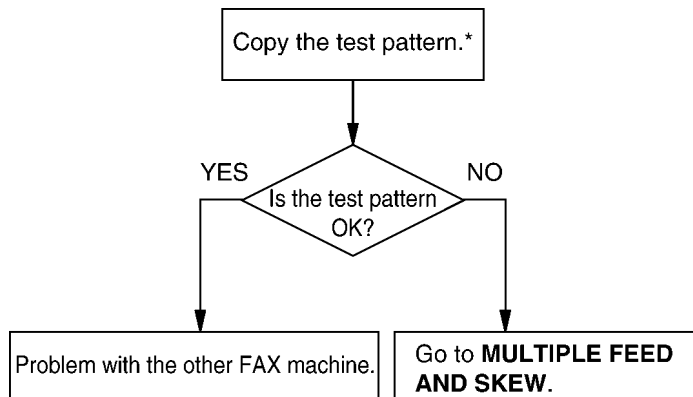 Copy the test pattern.*
YES
NO
Is the test pattern
OK?
Problem with the other FAX machine.
Go to MULTIPLE FEED
AND SKEW.